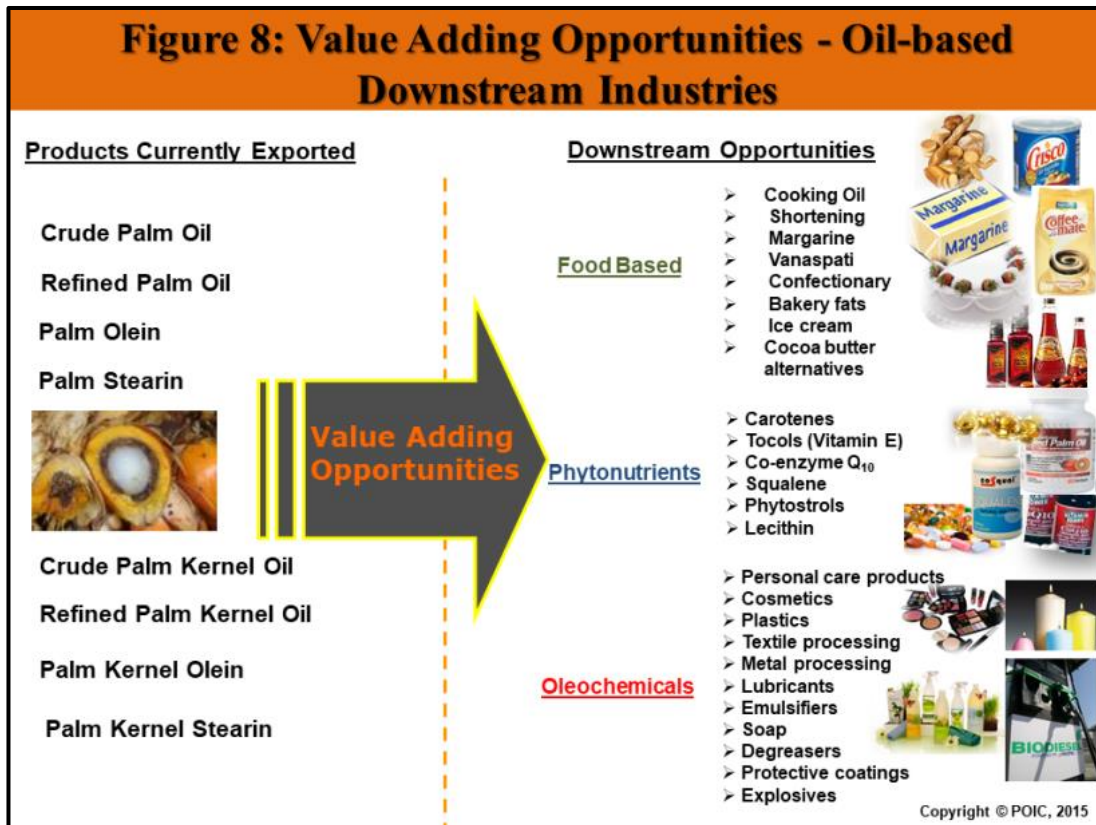 Figure 8: Value Adding Opportunities - Oil-based
Downstream Industries
Products Currently Exported
Crude Palm Oil
Refined Palm Oil
Palm Olein
Palm Stearin
Crude Palm Kernel Oil
Refined Palm Kernel Oil
Palm Kernel Olein
Palm Kernel Stearin
Value Adding
Opportunities
Downstream Opportunities
Food Based
➢ Cooking Oil
➢ Shortening
➢ Margarine
➢ Vanaspati
➢ Confectionary
➢ Bakery fats
➢ Ice cream
➢ Cocoa butter
alternatives
Phytonutrients
➢ Carotenes
➢ Tocols (Vitamin E)
➢ Co-enzyme Q₁₀
➢ Squalene
➢ Phytostrols
➢ Lecithin
Oleochemicals
➢ Personal care products
➢ Cosmetics
➢ Plastics
➢ Textile processing
➢ Metal processing
➢ Lubricants
➢ Emulsifiers
➢ Soap
➢ Degreasers
➢ Protective coatings
➢ Explosives
Crisco
Margarine
Margarine
Coffee
mate
Palm Oil
BIODIESEL
Copyright © POIC, 2015